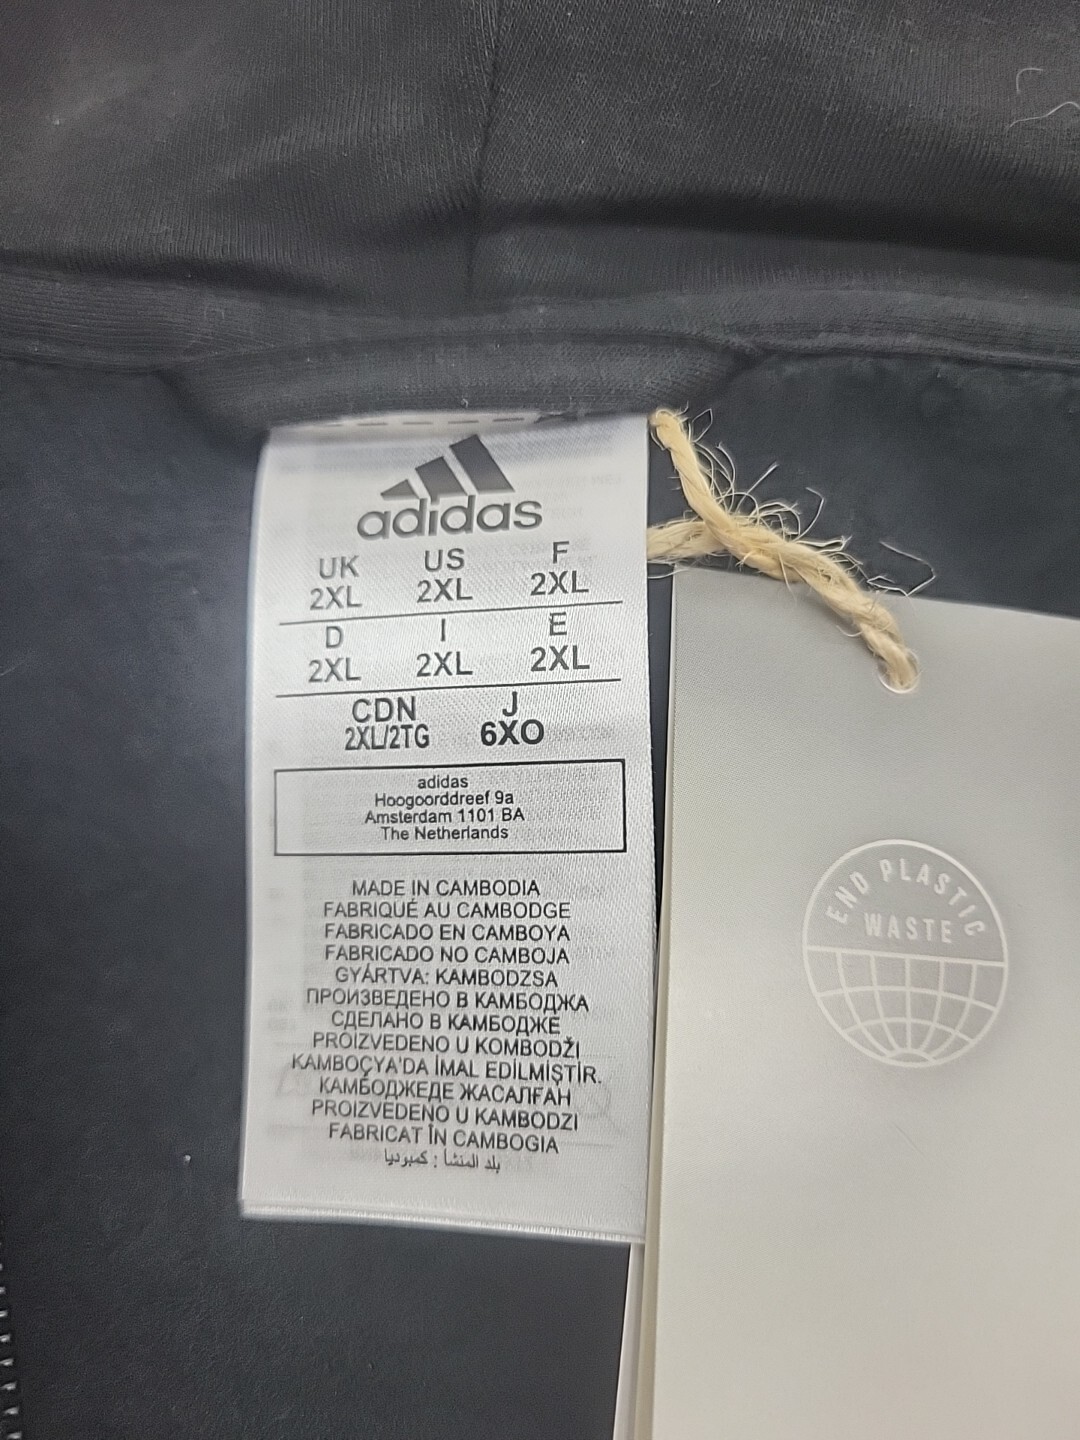 adidas
UK US F
2XL 2XL 2XL
D I E
2XL 2XL 2XL
CDN J
2XL/2TG 6XO
adidas
Hoogoorddreef 9a
Amsterdam 1101 BA
The Netherlands
MADE IN CAMBODIA
FABRIQUÉ AU CAMBODGE
FABRICADO EN CAMBOYA
FABRICADO NO CAMBOJA
GYÁRTVA: KAMBODZSA
ПРОИЗВЕДЕНО В КАМБОДЖА
СДЕЛАНО В КАМБОДЖЕ
PROIZVEDENO U KOMBODŽI
KAMBOÇYA'DA İMAL EDİLMİŞTİR.
КАМБОДЖЕДЕ ЖАСАЛҒАН
PROIZVEDENO U KAMBODZI
FABRICAT ÎN CAMBOGIA
بلد المنشأ : كمبوديا
END PLASTIC
WASTE